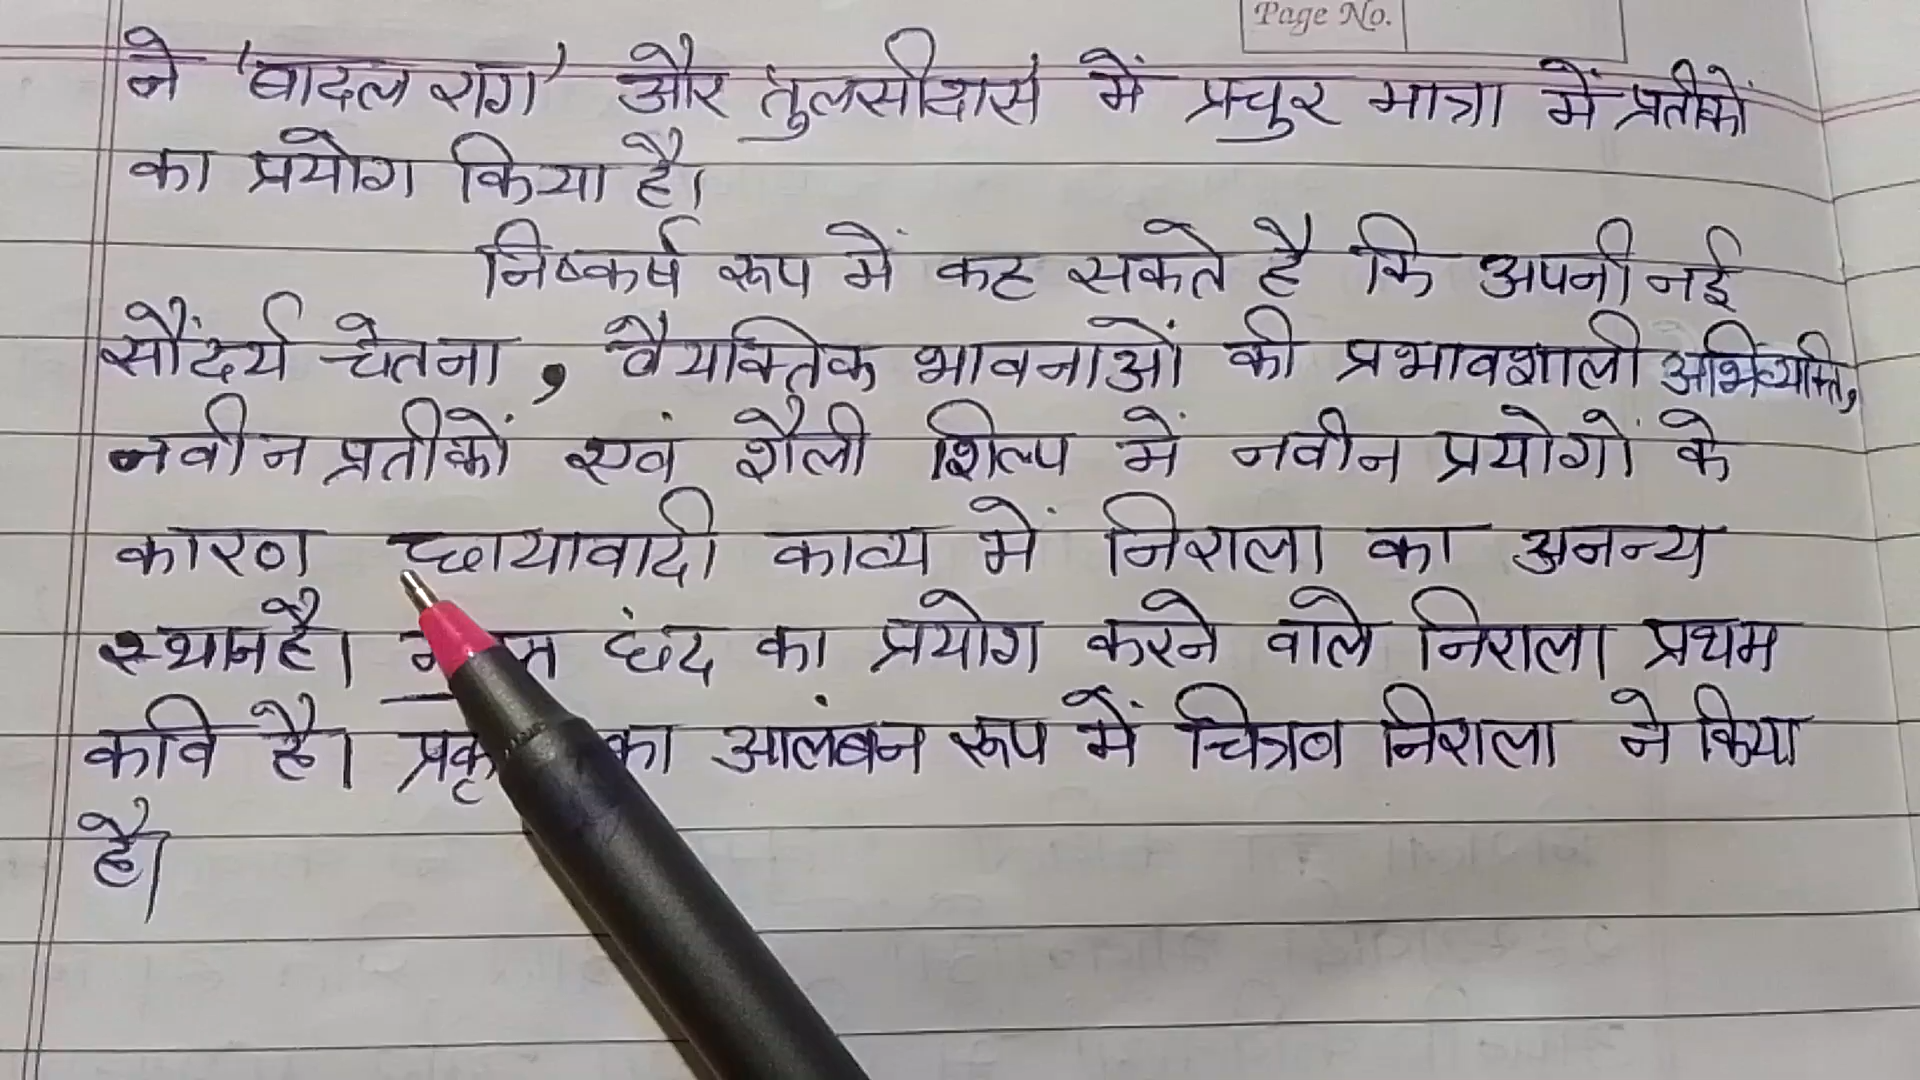 Page No.
ने 'बादल राग' और तुलसीदास में प्रचुर मात्रा में प्रतीकों
का प्रयोग किया है।
निष्कर्ष रूप में कह सकते है कि अपनी नई
सौंदर्य चेतना, वैयक्तिक भावनाओं की प्रभावशाली अभिव्यक्ति,
नवीन प्रतीकों एवं शैली शिल्प में नवीन प्रयोगों के
कारण छायावादी काव्य में निराला का अनन्य
स्थान है। छंद का प्रयोग करने वाले निराला प्रथम
कवि है। का आलंबन रूप में चित्रण निराला ने किया
है।